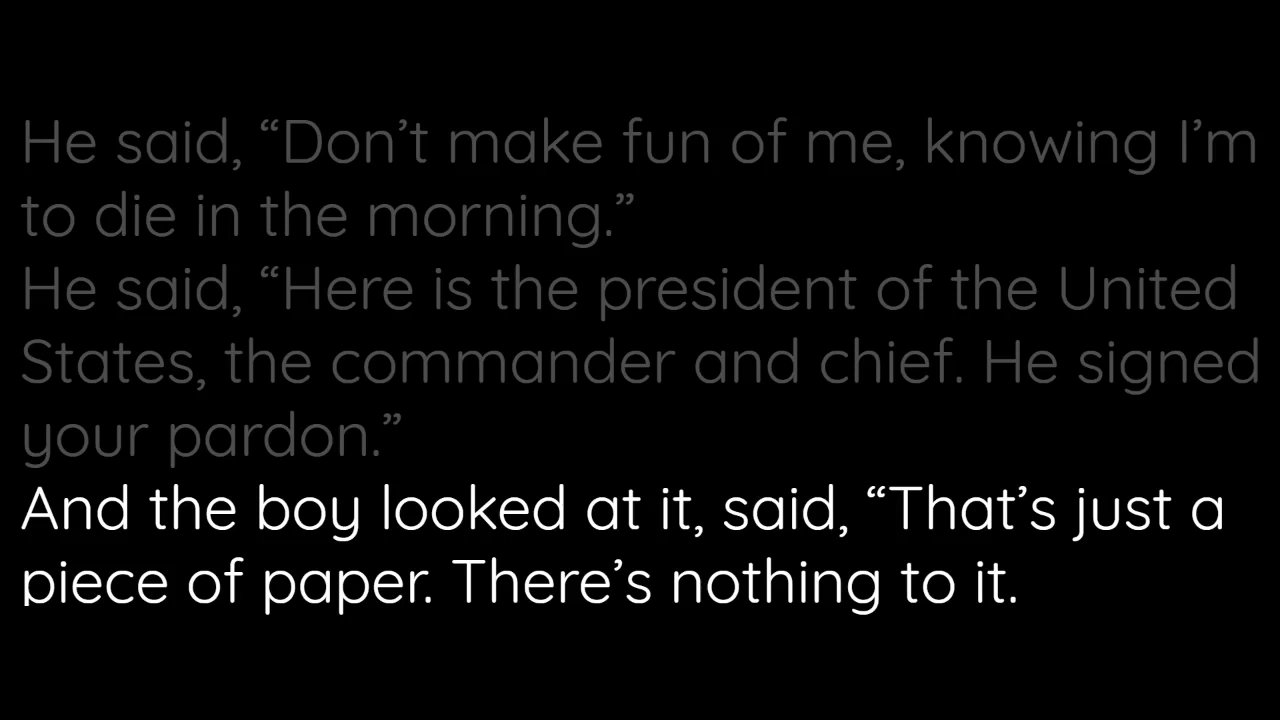 He said, “Don’t make fun of me, knowing I’m
to die in the morning.”
He said, “Here is the president of the United
States, the commander and chief. He signed
your pardon.”
And the boy looked at it, said, “That’s just a
piece of paper. There’s nothing to it.